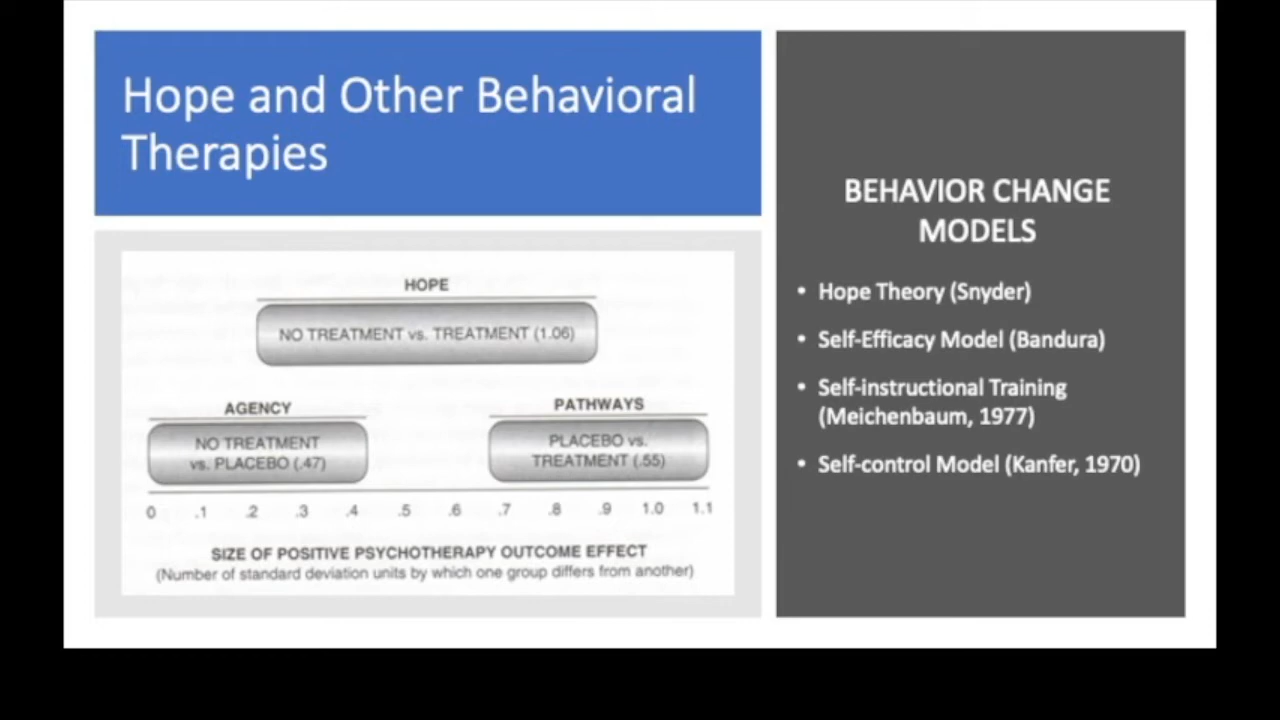 Hope and Other Behavioral
Therapies
HOPE
NO TREATMENT vs. TREATMENT (1.06)
AGENCY
NO TREATMENT
vs. PLACEBO (.47)
PATHWAYS
PLACEBO vs.
TREATMENT (.55)
0 .1 .2 .3 .4 .5 .6 .7 .8 .9 1.0 1.1
SIZE OF POSITIVE PSYCHOTHERAPY OUTCOME EFFECT
(Number of standard deviation units by which one group differs from another)
BEHAVIOR CHANGE
MODELS
• Hope Theory (Snyder)
• Self-Efficacy Model (Bandura)
• Self-instructional Training
(Meichenbaum, 1977)
• Self-control Model (Kanfer, 1970)